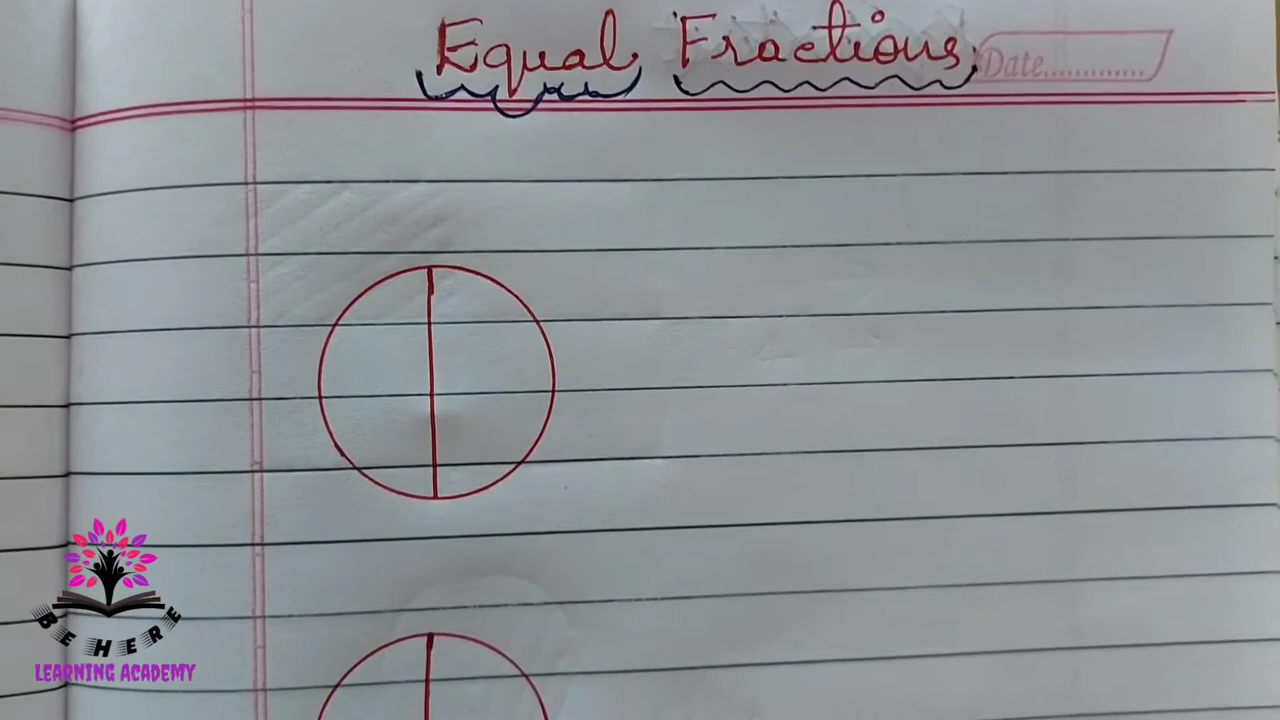 Equal Fractions
Date.............
BE HERE
LEARNING ACADEMY